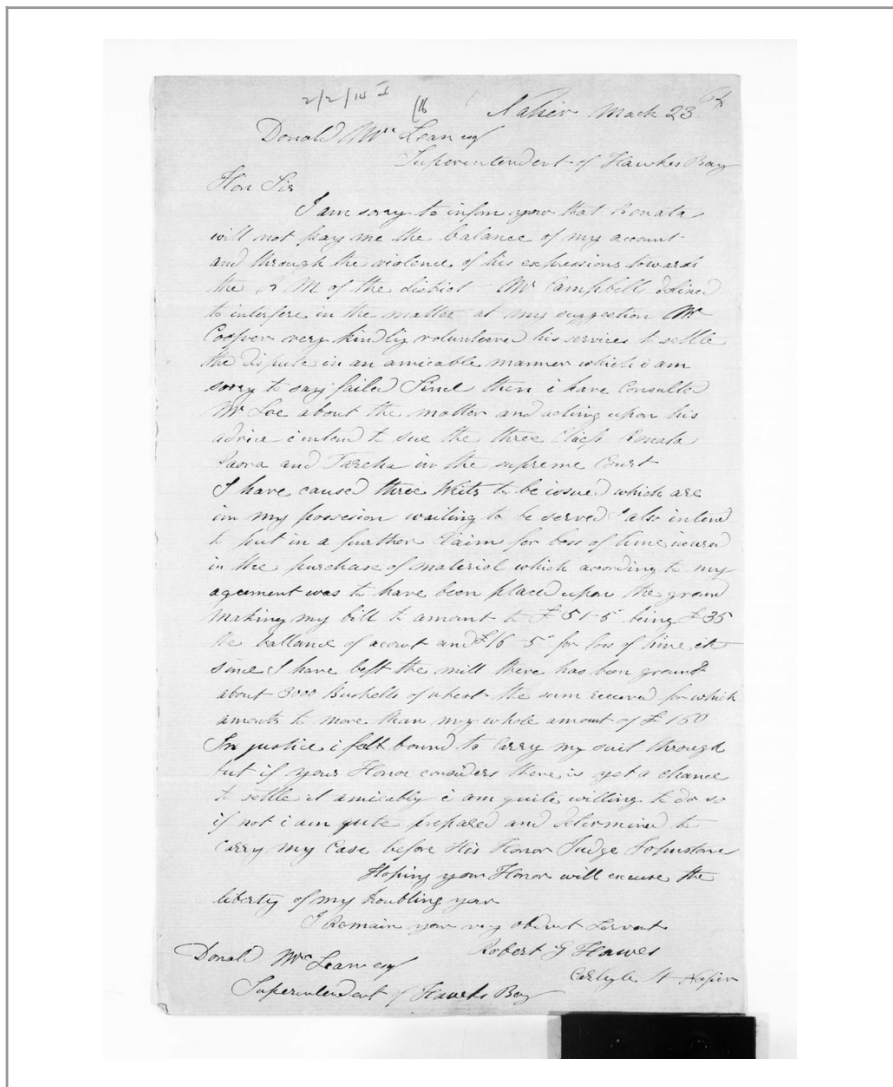 2/2/14 I (16
Napier March 23 64
Donald McLean esq
Superintendent of Hawkes Bay
Hon Sir
I am sorry to infom yow that Renata
will not pay me the balance of my account
and through the violence of his expressions towards
the R M of the distict Mr Campbell declined
to interfere in the matter at my suggestion Mr
Cooper very kindly volunteered his services to settle
the dispute in an amicable manner which i am
sorry to say failed Since then i have Consulted
Mr Lee about the matter and acting upon his
advice i intend to sue the three Chiefs Renata
Paora and Tareha in the supreme Court
I have caused three Writs to be issued which are
in my possesion waiting to be served I also intend
to put in a further Claim for loss of time
in the purchase of material which acording to my
agreement was to have been placed upon the ground
making my bill to amount to £51-5 being £35
the ballance of acount and £16-5 for loss of time etc
since I have left the mill there has been ground
about 3000 Bushells of wheat the sum received for which
amounts to more than my whole amount of £160
In justice i felt bound to carry my suit through
but if your Honor considers there is yet a chance
to settle it amicably i am quite willing to do so
if not i am qute prepared and determined to
carry my case before His Honor Judge Johnstone
Hoping your Honor will excuse the
liberty of my troubling you
I Remain your very obedient Servant
Robert G Hawes
Carlyle St Napier
Donald McLean esq
Superintendent of Hawks Bay